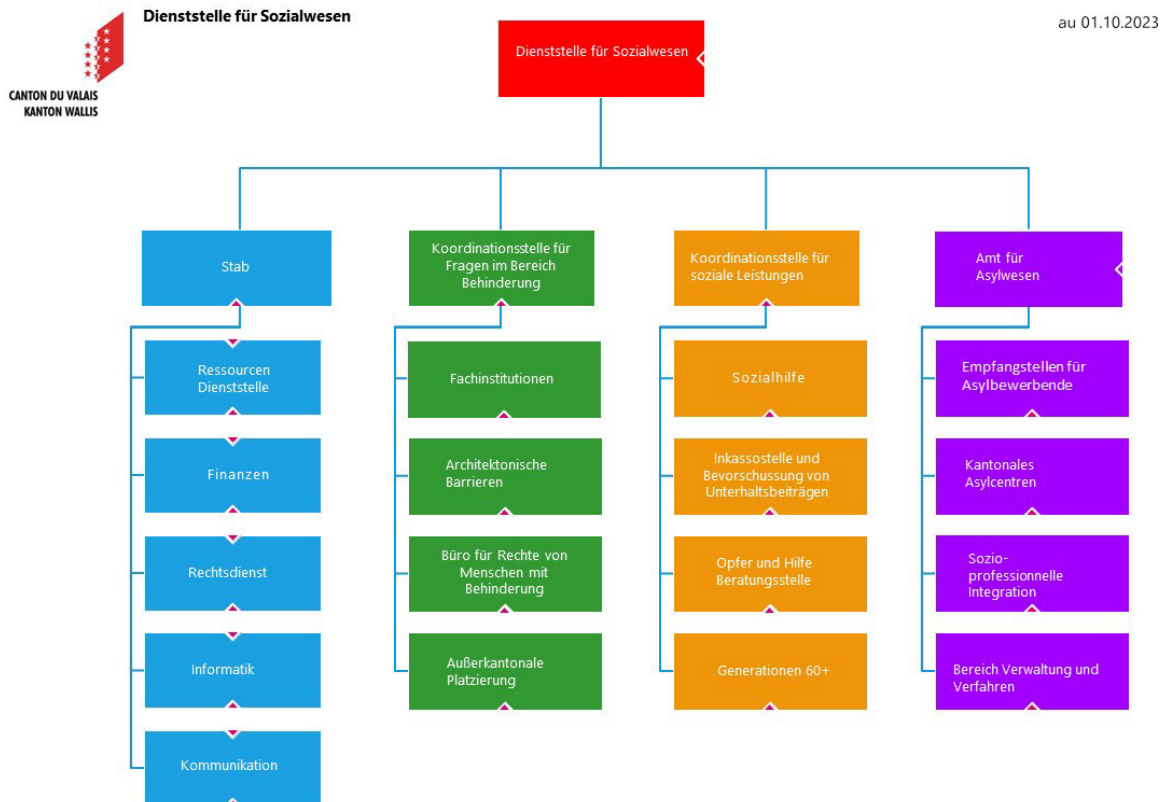 Dienststelle für Sozialwesen
au 01.10.2023
CANTON DU VALAIS
KANTON WALLIS
Dienststelle für Sozialwesen
Stab
Ressourcen
Dienststelle
Finanzen
Rechtsdienst
Informatik
Kommunikation
Koordinationsstelle für
Fragen im Bereich
Behinderung
Fachinstitutionen
Architektonische
Barrieren
Büro für Rechte von
Menschen mit
Behinderung
Außerkantonale
Platzierung
Koordinationsstelle für
soziale Leistungen
Sozialhilfe
Inkassostelle und
Bevorschussung von
Unterhaltsbeiträgen
Opfer und Hilfe
Beratungsstelle
Generationen 60+
Amt für
Asylwesen
Empfangstellen für
Asylbewerbende
Kantonales
Asylcentren
Sozio-
professionnelle
Integration
Bereich Verwaltung und
Verfahren